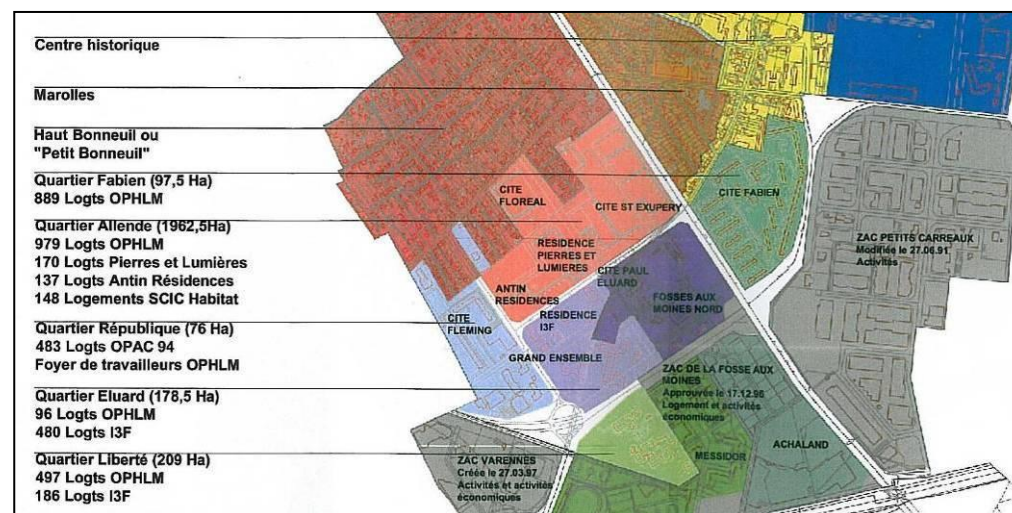 Centre historique
Marolles
Haut Bonneuil ou
"Petit Bonneuil"
Quartier Fabien (97,5 Ha)
889 Logts OPHLM
Quartier Allende (1962,5Ha)
979 Logts OPHLM
170 Logts Pierres et Lumières
137 Logts Antin Résidences
148 Logements SCIC Habitat
Quartier République (76 Ha)
483 Logts OPAC 94
Foyer de travailleurs OPHLM
Quartier Eluard (178,5 Ha)
96 Logts OPHLM
480 Logts I3F
Quartier Liberté (209 Ha)
497 Logts OPHLM
186 Logts I3F
CITE
FLOREAL
CITE ST EXUPERY
CITE FABIEN
RESIDENCE
PIERRES ET
LUMIERES
ZAC PETITS CARREAUX
Modifiée le 27.06.91
Activités
CITE PAUL
ELUARD
ANTIN
RESIDENCES
FOSSES AUX
MOINES NORD
CITE
FLEMING
RESIDENCE
I3F
GRAND ENSEMBLE
ZAC DE LA FOSSE AUX
MOINES
Approuvée le 17.12.96
Logement et activités
économiques
ACHALAND
MESSIDOR
ZAC VARENNES
Créée le 27.03.97
Activités et activités
économiques